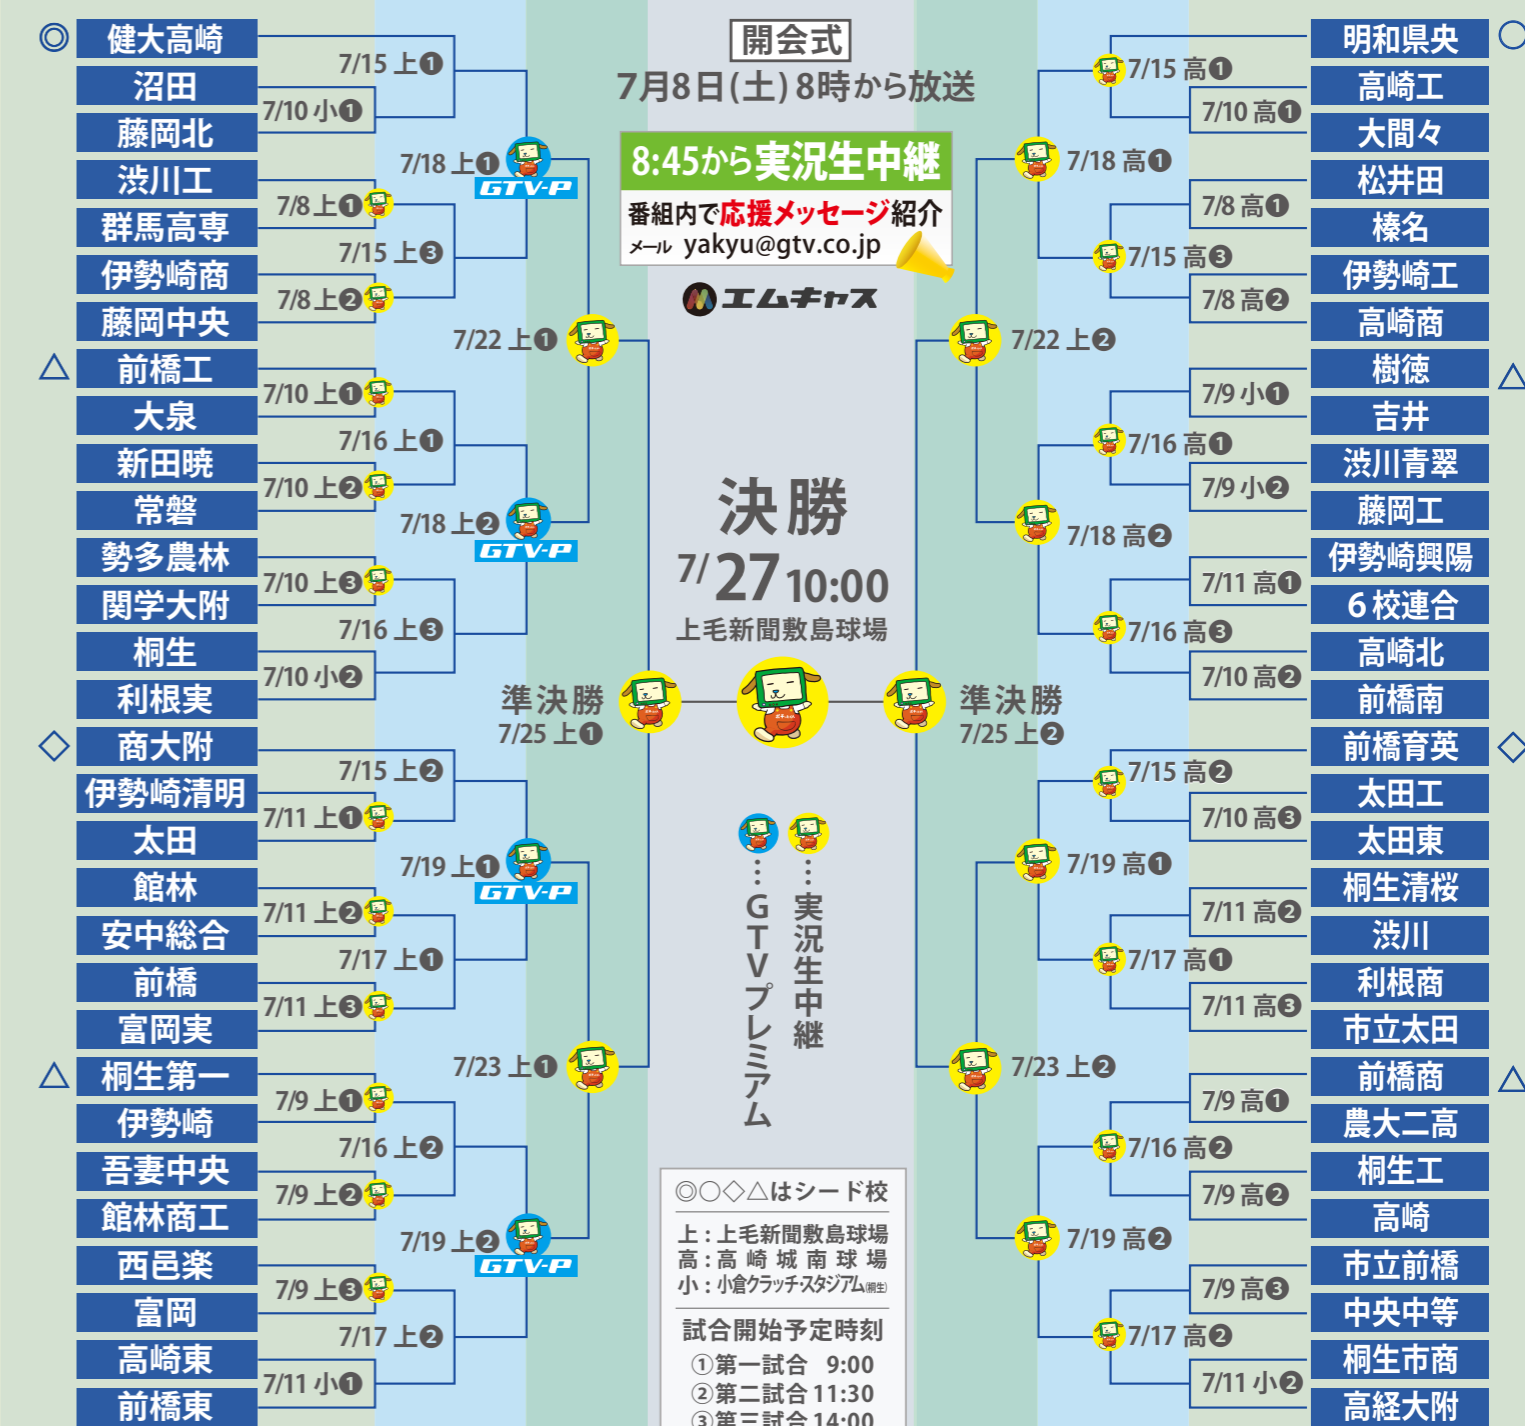 ◎ 健大高崎
沼田
藤岡北
渋川工
群馬高専
伊勢崎商
藤岡中央
△ 前橋工
大泉
新田暁
常磐
勢多農林
関学大附
桐生
利根実
◇ 商大附
伊勢崎清明
太田
館林
安中総合
前橋
富岡実
△ 桐生第一
伊勢崎
吾妻中央
館林商工
西邑楽
富岡
高崎東
前橋東
7/15 上❶
7/10 小❶
7/8 上❶
7/15 上❸
7/8 上❷
7/10 上❶
7/16 上❶
7/10 上❷
7/10 上❸
7/16 上❸
7/10 小❷
7/15 上❷
7/11 上❶
7/11 上❷
7/17 上❶
7/11 上❸
7/9 上❶
7/16 上❷
7/9 上❷
7/9 上❸
7/17 上❷
7/11 小❶
7/18 上❶
GTV-P
7/18 上❷
GTV-P
7/19 上❶
GTV-P
7/19 上❷
GTV-P
7/22 上❶
7/23 上❶
準決勝
7/25 上❶
開会式
7月8日(土) 8時から放送
8:45から実況生中継
番組内で応援メッセージ紹介
メール yakyu@gtv.co.jp
エムキャス
決勝
7/27 10:00
上毛新聞敷島球場
…実況生中継
…GTVプレミアム
◎○◇△はシード校
上：上毛新聞敷島球場
高：高崎城南球場
小：小倉クラッチ・スタジアム(桐生)
試合開始予定時刻
①第一試合 9:00
②第二試合 11:30
③第三試合 14:00
準決勝
7/25 上❷
7/22 上❷
7/23 上❷
7/18 高❶
7/18 高❷
7/19 高❶
7/19 高❷
7/15 高❶
7/10 高❶
7/8 高❶
7/15 高❸
7/8 高❷
7/9 小❶
7/16 高❶
7/9 小❷
7/11 高❶
7/16 高❸
7/10 高❷
7/15 高❷
7/10 高❸
7/11 高❷
7/17 高❶
7/11 高❸
7/9 高❶
7/16 高❷
7/9 高❷
7/9 高❸
7/17 高❷
7/11 小❷
明和県央 ○
高崎工
大間々
松井田
榛名
伊勢崎工
高崎商
樹徳 △
吉井
渋川青翠
藤岡工
伊勢崎興陽
６校連合
高崎北
前橋南
前橋育英 ◇
太田工
太田東
桐生清桜
渋川
利根商
市立太田
前橋商 △
農大二高
桐生工
高崎
市立前橋
中央中等
桐生市商
高経大附